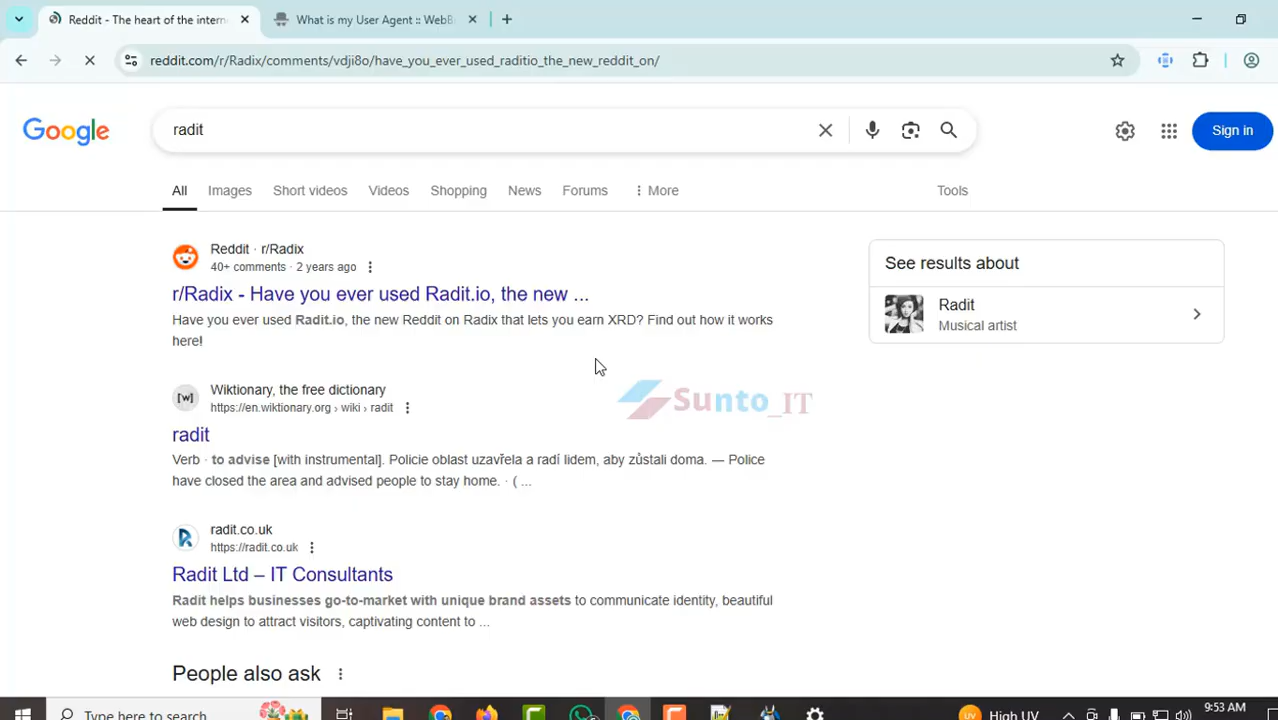 Reddit - The heart of the intern
What is my User Agent :: WebB
reddit.com/r/Radix/comments/vdji8o/have_you_ever_used_raditio_the_new_reddit_on/
Google
radit
Sign in
All
Images
Short videos
Videos
Shopping
News
Forums
More
Tools
Reddit · r/Radix
40+ comments · 2 years ago
r/Radix - Have you ever used Radit.io, the new ...
Have you ever used Radit.io, the new Reddit on Radix that lets you earn XRD? Find out how it works
here!
See results about
Radit
Musical artist
Sunto_IT
[w]
Wiktionary, the free dictionary
https://en.wiktionary.org › wiki › radit
radit
Verb · to advise [with instrumental]. Policie oblast uzavřela a radí lidem, aby zůstali doma. — Police
have closed the area and advised people to stay home. · ( ...
radit.co.uk
https://radit.co.uk
Radit Ltd – IT Consultants
Radit helps businesses go-to-market with unique brand assets to communicate identity, beautiful
web design to attract visitors, captivating content to ...
People also ask
Type here to search
High UV
9:53 AM